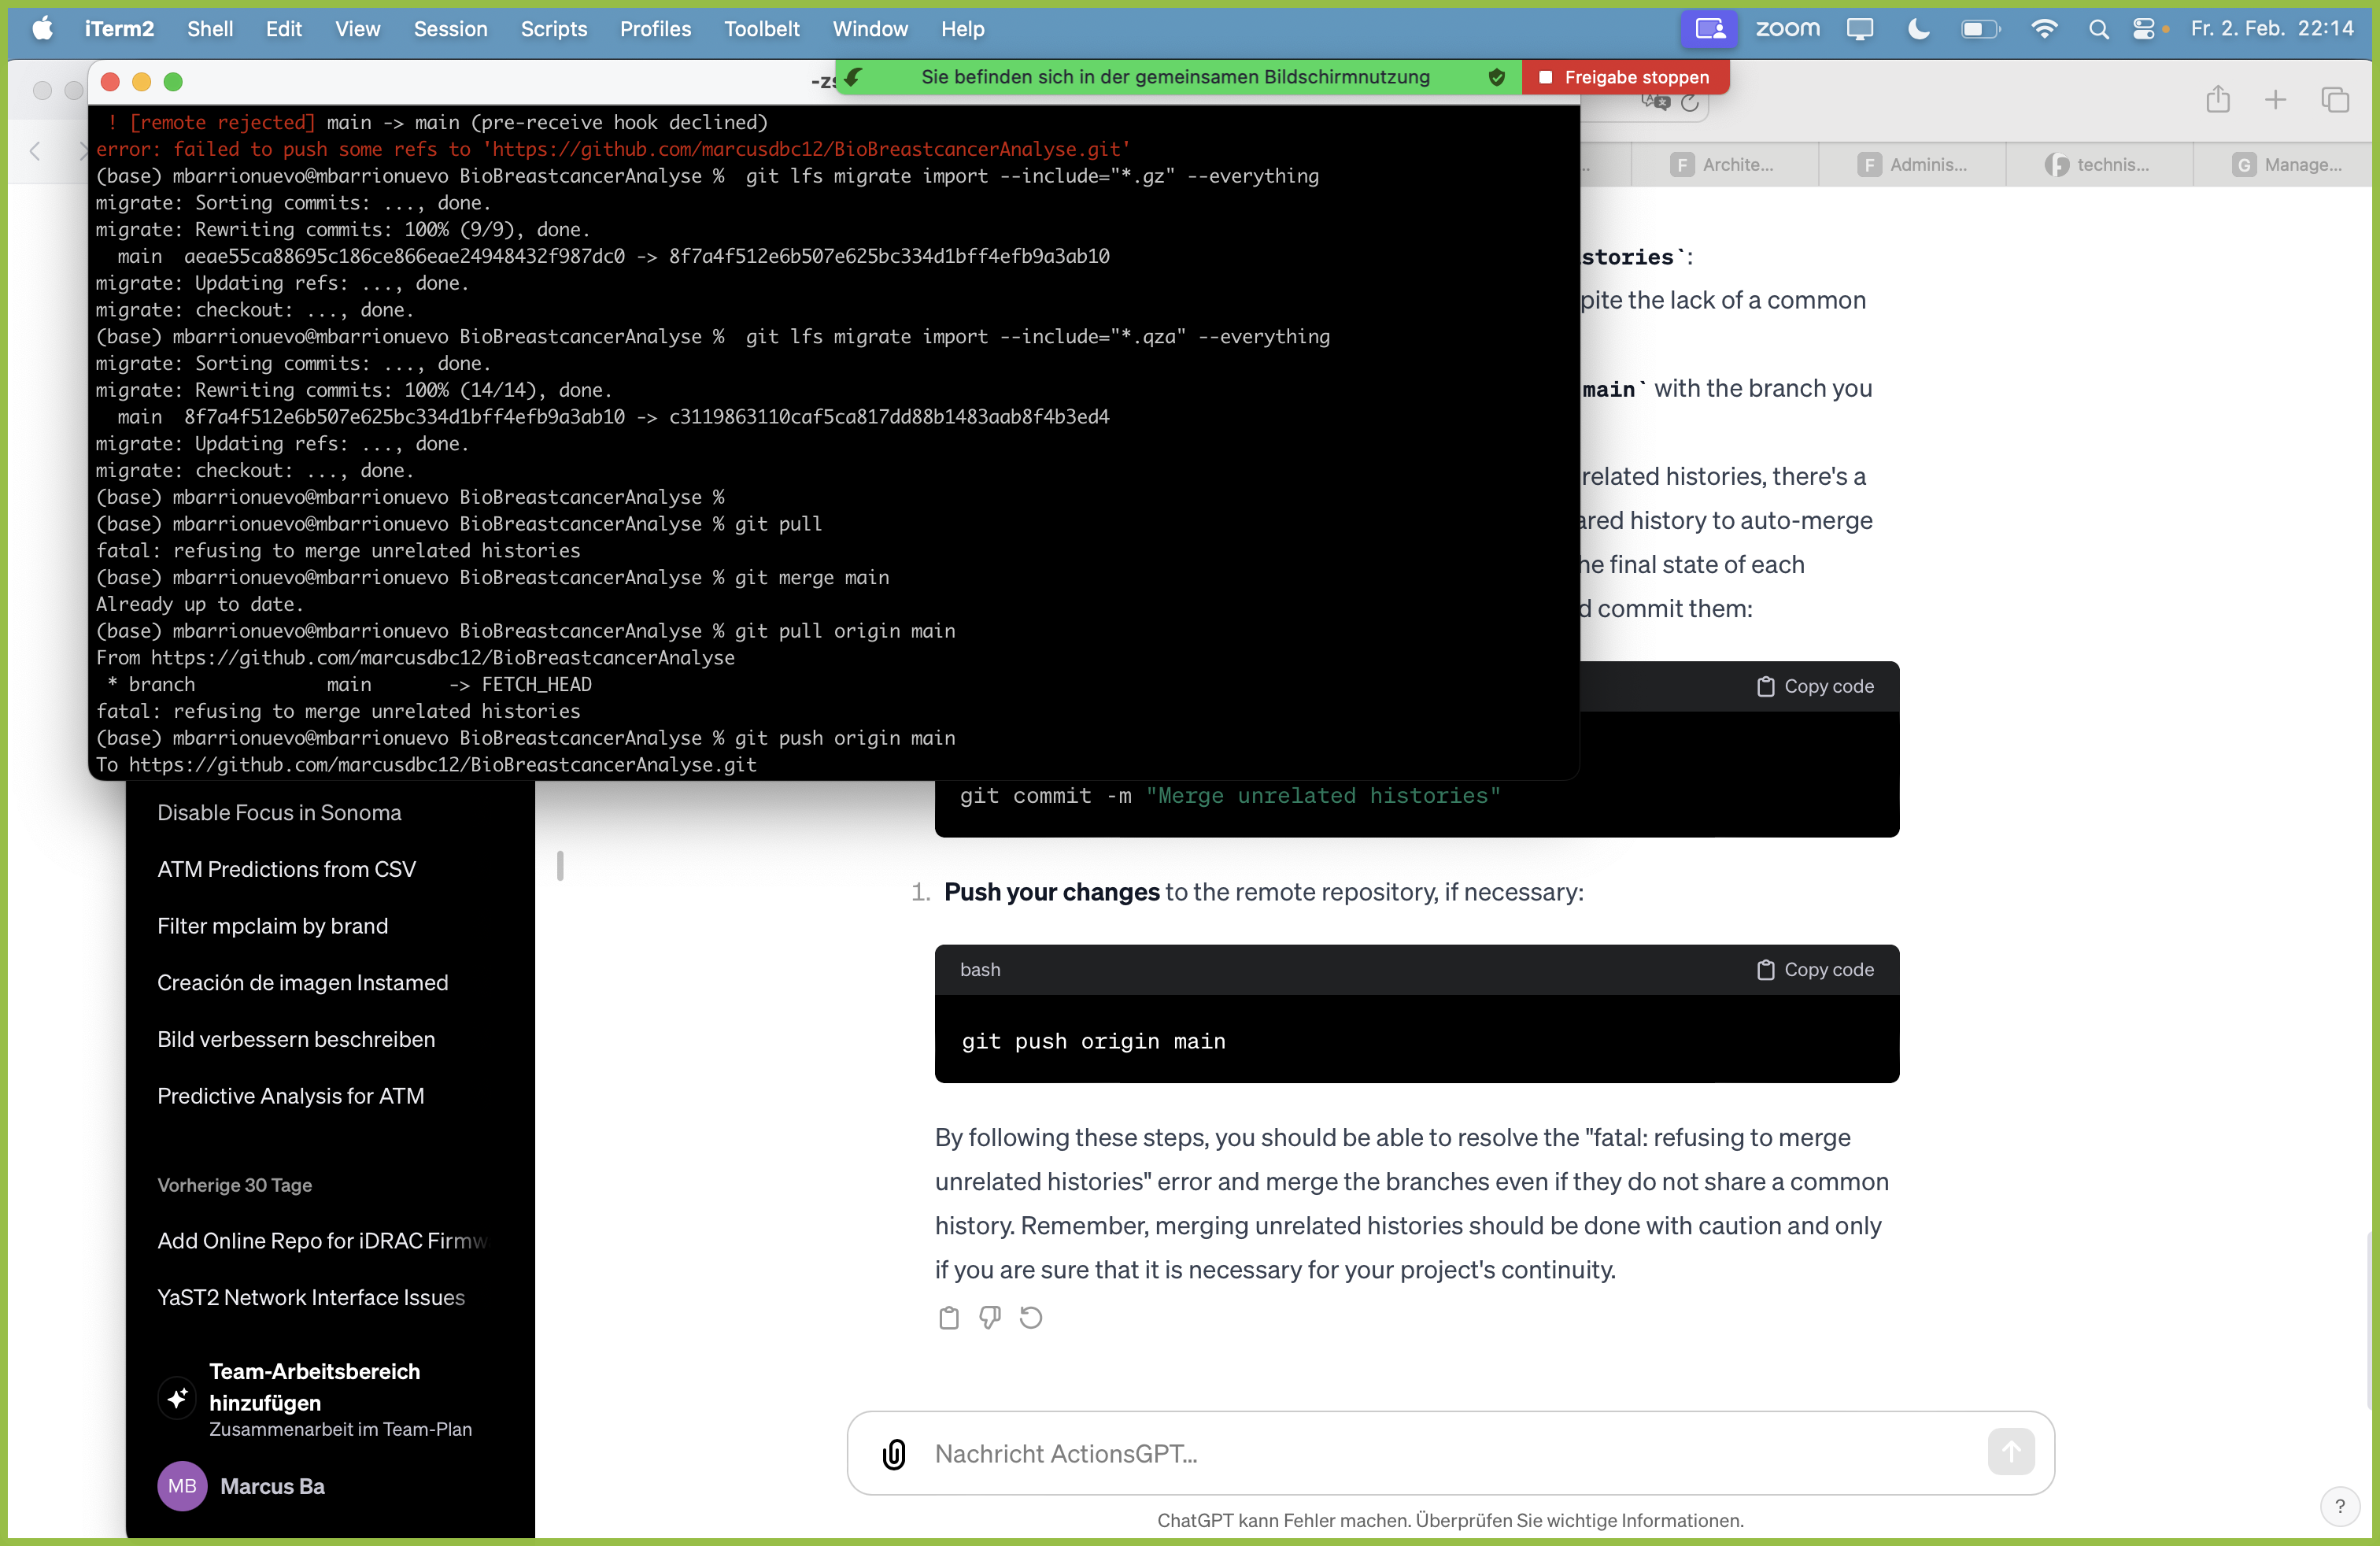 iTerm2 Shell Edit View Session Scripts Profiles Toolbelt Window Help zoom Fr. 2. Feb. 22:14
Sie befinden sich in der gemeinsamen Bildschirmnutzung Freigabe stoppen
! [remote rejected] main -> main (pre-receive hook declined)
error: failed to push some refs to 'https://github.com/marcusdbc12/BioBreastcancerAnalyse.git'
(base) mbarrionuevo@mbarrionuevo BioBreastcancerAnalyse % git lfs migrate import --include="*.gz" --everything
migrate: Sorting commits: ..., done.
migrate: Rewriting commits: 100% (9/9), done.
main aeae55ca88695c186ce866eae24948432f987dc0 -> 8f7a4f512e6b507e625bc334d1bff4efb9a3ab10
migrate: Updating refs: ..., done.
migrate: checkout: ..., done.
(base) mbarrionuevo@mbarrionuevo BioBreastcancerAnalyse % git lfs migrate import --include="*.qza" --everything
migrate: Sorting commits: ..., done.
migrate: Rewriting commits: 100% (14/14), done.
main 8f7a4f512e6b507e625bc334d1bff4efb9a3ab10 -> c3119863110caf5ca817dd88b1483aab8f4b3ed4
migrate: Updating refs: ..., done.
migrate: checkout: ..., done.
(base) mbarrionuevo@mbarrionuevo BioBreastcancerAnalyse %
(base) mbarrionuevo@mbarrionuevo BioBreastcancerAnalyse % git pull
fatal: refusing to merge unrelated histories
(base) mbarrionuevo@mbarrionuevo BioBreastcancerAnalyse % git merge main
Already up to date.
(base) mbarrionuevo@mbarrionuevo BioBreastcancerAnalyse % git pull origin main
From https://github.com/marcusdbc12/BioBreastcancerAnalyse
* branch main -> FETCH_HEAD
fatal: refusing to merge unrelated histories
(base) mbarrionuevo@mbarrionuevo BioBreastcancerAnalyse % git push origin main
To https://github.com/marcusdbc12/BioBreastcancerAnalyse.git
F Archite... F Adminis... technis... G Manage...
stories`:
pite the lack of a common
main` with the branch you
related histories, there's a
ared history to auto-merge
he final state of each
d commit them:
Copy code
git commit -m "Merge unrelated histories"
1. Push your changes to the remote repository, if necessary:
bash Copy code
git push origin main
By following these steps, you should be able to resolve the "fatal: refusing to merge
unrelated histories" error and merge the branches even if they do not share a common
history. Remember, merging unrelated histories should be done with caution and only
if you are sure that it is necessary for your project's continuity.
Nachricht ActionsGPT...
ChatGPT kann Fehler machen. Überprüfen Sie wichtige Informationen.
?
Disable Focus in Sonoma
ATM Predictions from CSV
Filter mpclaim by brand
Creación de imagen Instamed
Bild verbessern beschreiben
Predictive Analysis for ATM
Vorherige 30 Tage
Add Online Repo for iDRAC Firmw
YaST2 Network Interface Issues
Team-Arbeitsbereich
hinzufügen
Zusammenarbeit im Team-Plan
MB Marcus Ba